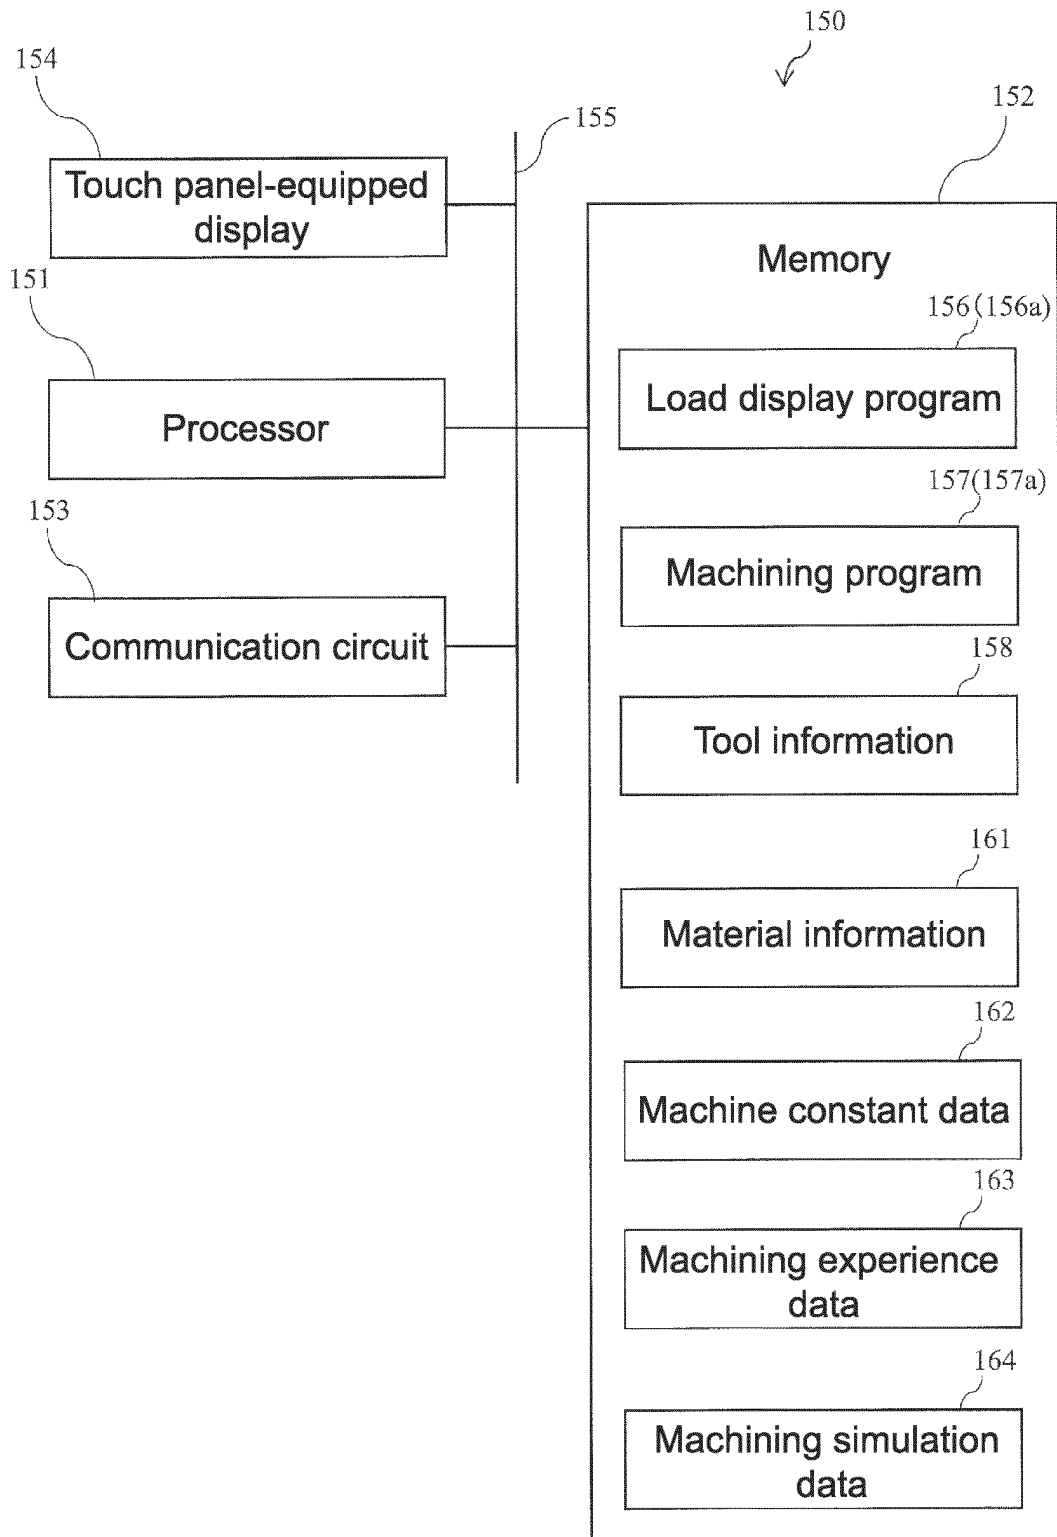 150
154
152
155
Touch panel-equipped
display
Memory
151
156(156a)
Load display program
Processor
157(157a)
153
Machining program
Communication circuit
158
Tool information
161
Material information
162
Machine constant data
163
Machining experience
data
164
Machining simulation
data